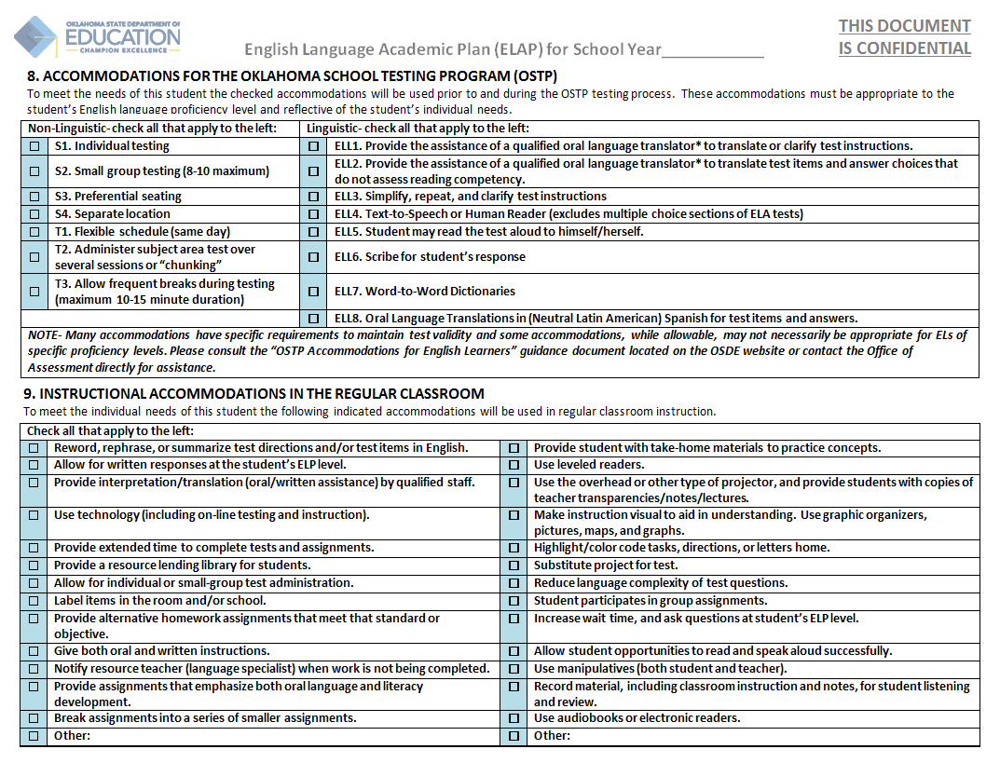 OKLAHOMA STATE DEPARTMENT OF
EDUCATION
CHAMPION EXCELLENCE
English Language Academic Plan (ELAP) for School Year____________
THIS DOCUMENT
IS CONFIDENTIAL
8. ACCOMMODATIONS FOR THE OKLAHOMA SCHOOL TESTING PROGRAM (OSTP)
To meet the needs of this student the checked accommodations will be used prior to and during the OSTP testing process. These accommodations must be appropriate to the
student's English language proficiency level and reflective of the student's individual needs.
Non-Linguistic- check all that apply to the left:
Linguistic- check all that apply to the left:
☐ S1. Individual testing
☐ ELL1. Provide the assistance of a qualified oral language translator* to translate or clarify test instructions.
☐ S2. Small group testing (8-10 maximum)
☐ ELL2. Provide the assistance of a qualified oral language translator* to translate test items and answer choices that
do not assess reading competency.
☐ S3. Preferential seating
☐ ELL3. Simplify, repeat, and clarify test instructions
☐ S4. Separate location
☐ ELL4. Text-to-Speech or Human Reader (excludes multiple choice sections of ELA tests)
☐ T1. Flexible schedule (same day)
☐ ELL5. Student may read the test aloud to himself/herself.
☐ T2. Administer subject area test over
several sessions or “chunking”
☐ ELL6. Scribe for student’s response
☐ T3. Allow frequent breaks during testing
(maximum 10-15 minute duration)
☐ ELL7. Word-to-Word Dictionaries
☐ ELL8. Oral Language Translations in (Neutral Latin American) Spanish for test items and answers.
NOTE- Many accommodations have specific requirements to maintain test validity and some accommodations, while allowable, may not necessarily be appropriate for ELs of
specific proficiency levels. Please consult the “OSTP Accommodations for English Learners” guidance document located on the OSDE website or contact the Office of
Assessment directly for assistance.
9. INSTRUCTIONAL ACCOMMODATIONS IN THE REGULAR CLASSROOM
To meet the individual needs of this student the following indicated accommodations will be used in regular classroom instruction.
Check all that apply to the left:
☐ Reword, rephrase, or summarize test directions and/or test items in English.
☐ Provide student with take-home materials to practice concepts.
☐ Allow for written responses at the student’s ELP level.
☐ Use leveled readers.
☐ Provide interpretation/translation (oral/written assistance) by qualified staff.
☐ Use the overhead or other type of projector, and provide students with copies of
teacher transparencies/notes/lectures.
☐ Use technology (including on-line testing and instruction).
☐ Make instruction visual to aid in understanding. Use graphic organizers,
pictures, maps, and graphs.
☐ Provide extended time to complete tests and assignments.
☐ Highlight/color code tasks, directions, or letters home.
☐ Provide a resource lending library for students.
☐ Substitute project for test.
☐ Allow for individual or small-group test administration.
☐ Reduce language complexity of test questions.
☐ Label items in the room and/or school.
☐ Student participates in group assignments.
☐ Provide alternative homework assignments that meet that standard or
objective.
☐ Increase wait time, and ask questions at student’s ELP level.
☐ Give both oral and written instructions.
☐ Allow student opportunities to read and speak aloud successfully.
☐ Notify resource teacher (language specialist) when work is not being completed.
☐ Use manipulatives (both student and teacher).
☐ Provide assignments that emphasize both oral language and literacy
development.
☐ Record material, including classroom instruction and notes, for student listening
and review.
☐ Break assignments into a series of smaller assignments.
☐ Use audiobooks or electronic readers.
☐ Other:
☐ Other: